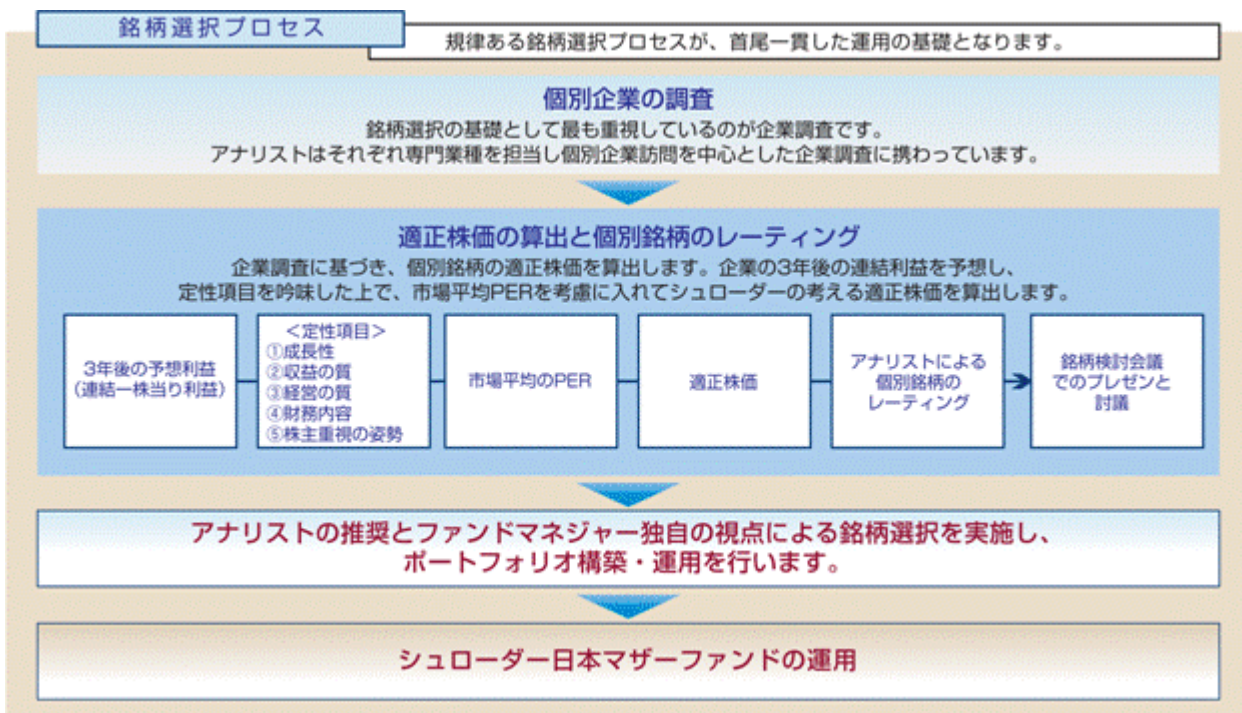 銘柄選択プロセス
規律ある銘柄選択プロセスが、首尾一貫した運用の基礎となります。
個別企業の調査
銘柄選択の基礎として最も重視しているのが企業調査です。
アナリストはそれぞれ専門業種を担当し個別企業訪問を中心とした企業調査に携わっています。
適正株価の算出と個別銘柄のレーティング
企業調査に基づき、個別銘柄の適正株価を算出します。企業の3年後の連結利益を予想し、
定性項目を吟味した上で、市場平均PERを考慮に入れてシュローダーの考える適正株価を算出します。
3年後の予想利益
(連結一株当り利益)
＜定性項目＞
①成長性
②収益の質
③経営の質
④財務内容
⑤株主重視の姿勢
市場平均のPER
適正株価
アナリストによる
個別銘柄の
レーティング
銘柄検討会議
でのプレゼンと
討議
アナリストの推奨とファンドマネジャー独自の視点による銘柄選択を実施し、
ポートフォリオ構築・運用を行います。
シュローダー日本マザーファンドの運用